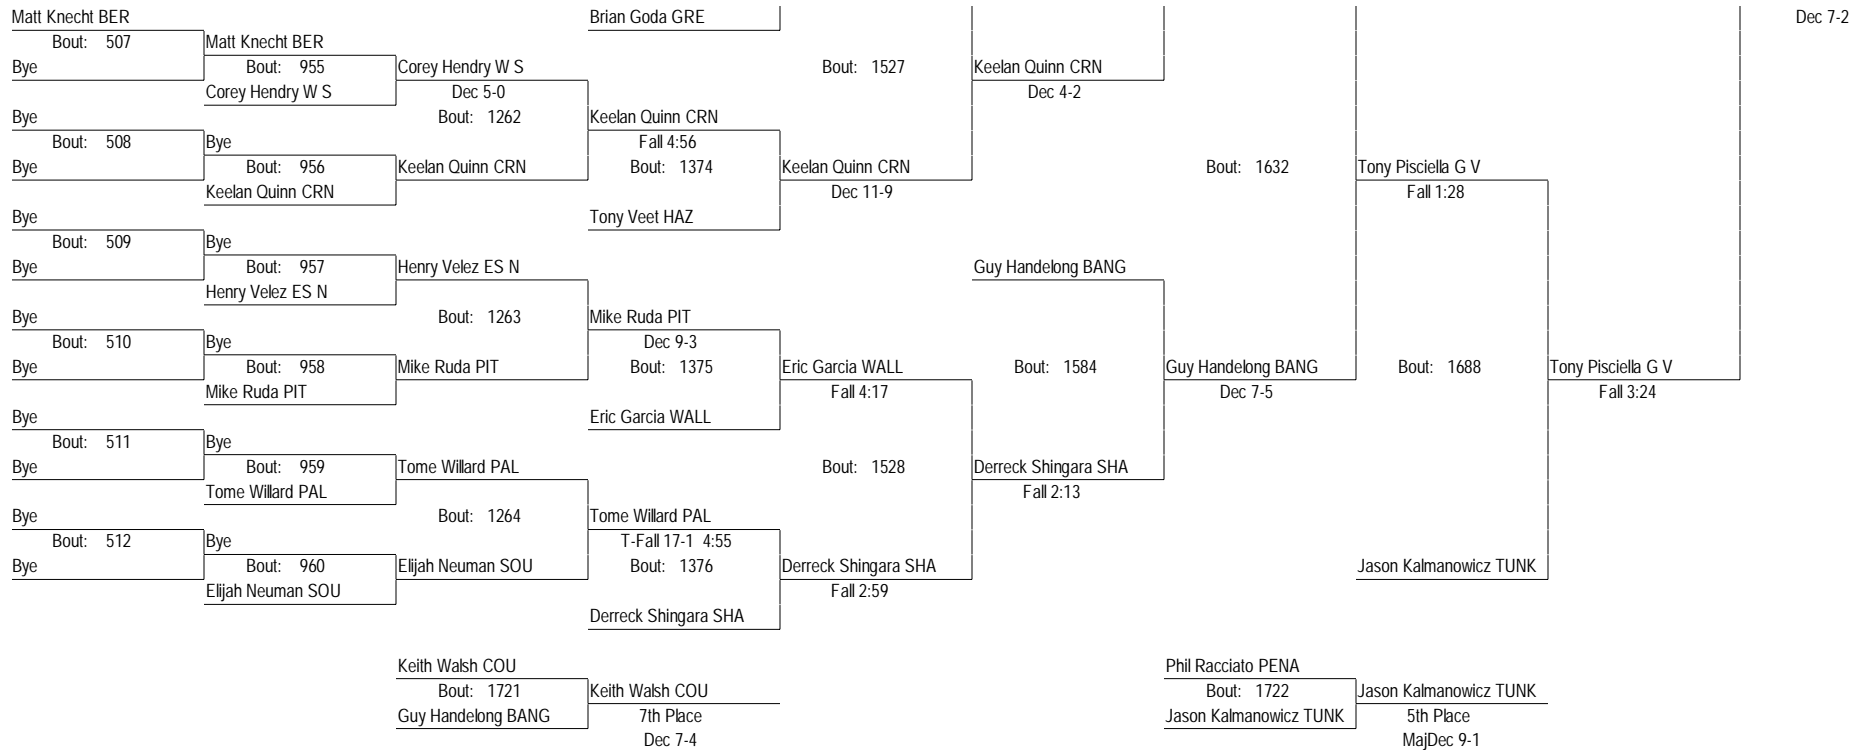 Matt Knecht BER
Brian Goda GRE
Dec 7-2
Bout: 507
Matt Knecht BER
Bye
Bout: 955
Corey Hendry W S
Bout: 1527
Keelan Quinn CRN
Corey Hendry W S
Dec 5-0
Dec 4-2
Bye
Bout: 1262
Keelan Quinn CRN
Bout: 508
Bye
Fall 4:56
Bye
Bout: 956
Keelan Quinn CRN
Bout: 1374
Keelan Quinn CRN
Bout: 1632
Tony Pisciella G V
Keelan Quinn CRN
Dec 11-9
Fall 1:28
Bye
Tony Veet HAZ
Bout: 509
Bye
Bye
Bout: 957
Henry Velez ES N
Guy Handelong BANG
Henry Velez ES N
Bye
Bout: 1263
Mike Ruda PIT
Bout: 510
Bye
Dec 9-3
Bye
Bout: 958
Mike Ruda PIT
Bout: 1375
Eric Garcia WALL
Bout: 1584
Guy Handelong BANG
Bout: 1688
Tony Pisciella G V
Mike Ruda PIT
Fall 4:17
Dec 7-5
Fall 3:24
Bye
Eric Garcia WALL
Bout: 511
Bye
Bye
Bout: 959
Tome Willard PAL
Bout: 1528
Derreck Shingara SHA
Tome Willard PAL
Fall 2:13
Bye
Bout: 1264
Tome Willard PAL
Bout: 512
Bye
T-Fall 17-1 4:55
Bye
Bout: 960
Elijah Neuman SOU
Bout: 1376
Derreck Shingara SHA
Jason Kalmanowicz TUNK
Elijah Neuman SOU
Fall 2:59
Derreck Shingara SHA
Keith Walsh COU
Phil Racciato PENA
Bout: 1721
Keith Walsh COU
Bout: 1722
Jason Kalmanowicz TUNK
Guy Handelong BANG
7th Place
Jason Kalmanowicz TUNK
5th Place
Dec 7-4
MajDec 9-1